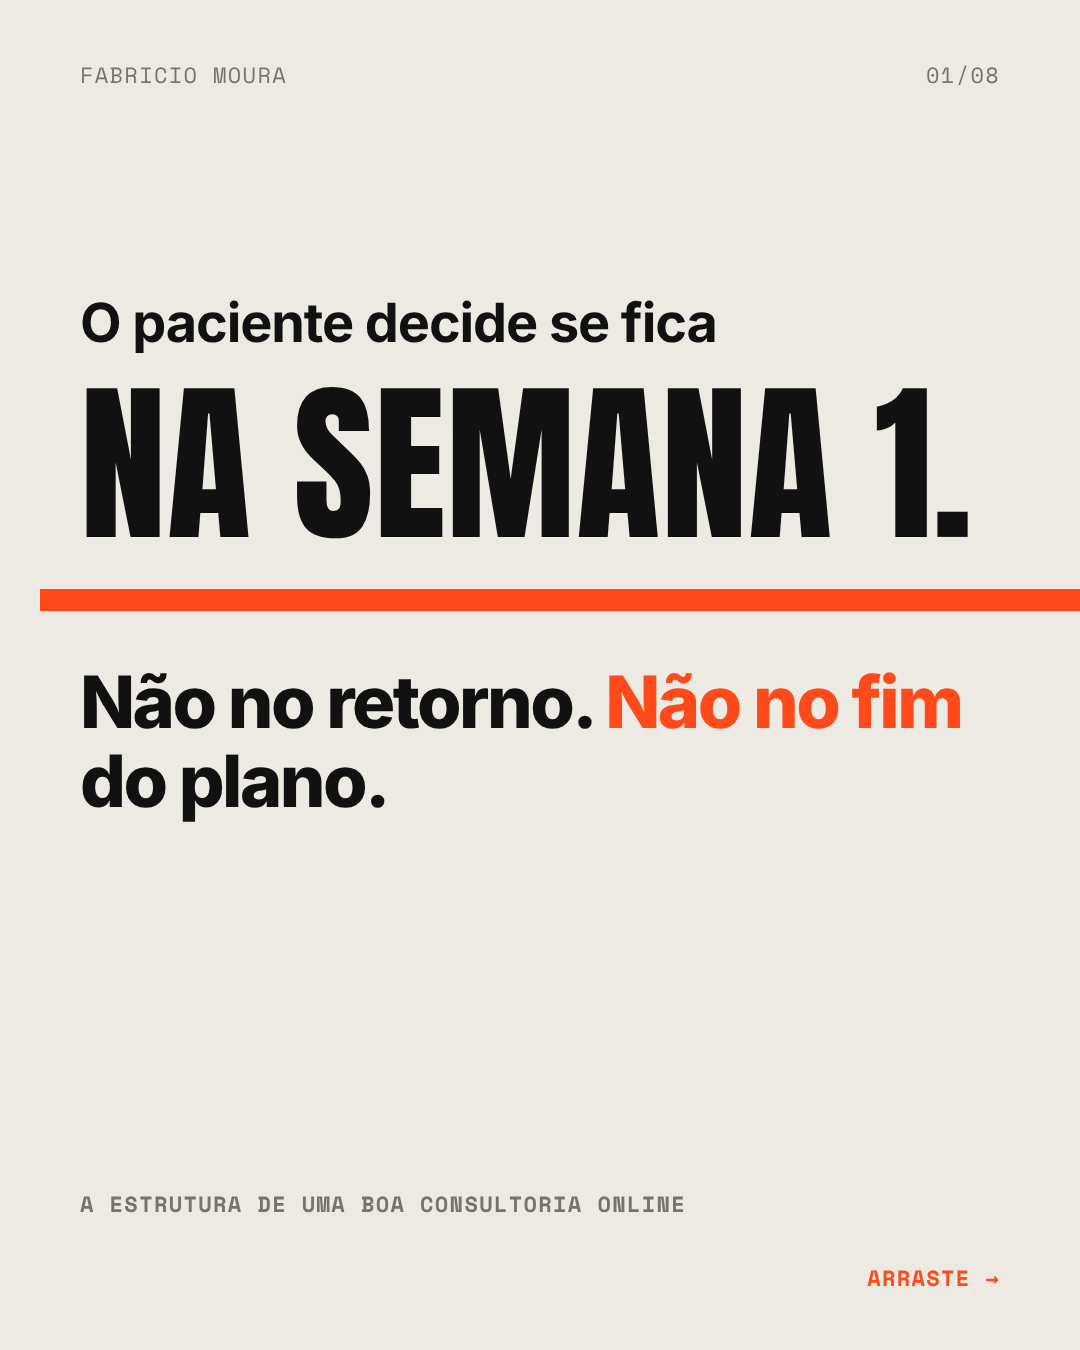 FABRICIO MOURA
01/08
O paciente decide se fica
NA SEMANA 1.
Não no retorno. Não no fim
do plano.
A ESTRUTURA DE UMA BOA CONSULTORIA ONLINE
ARRASTE →